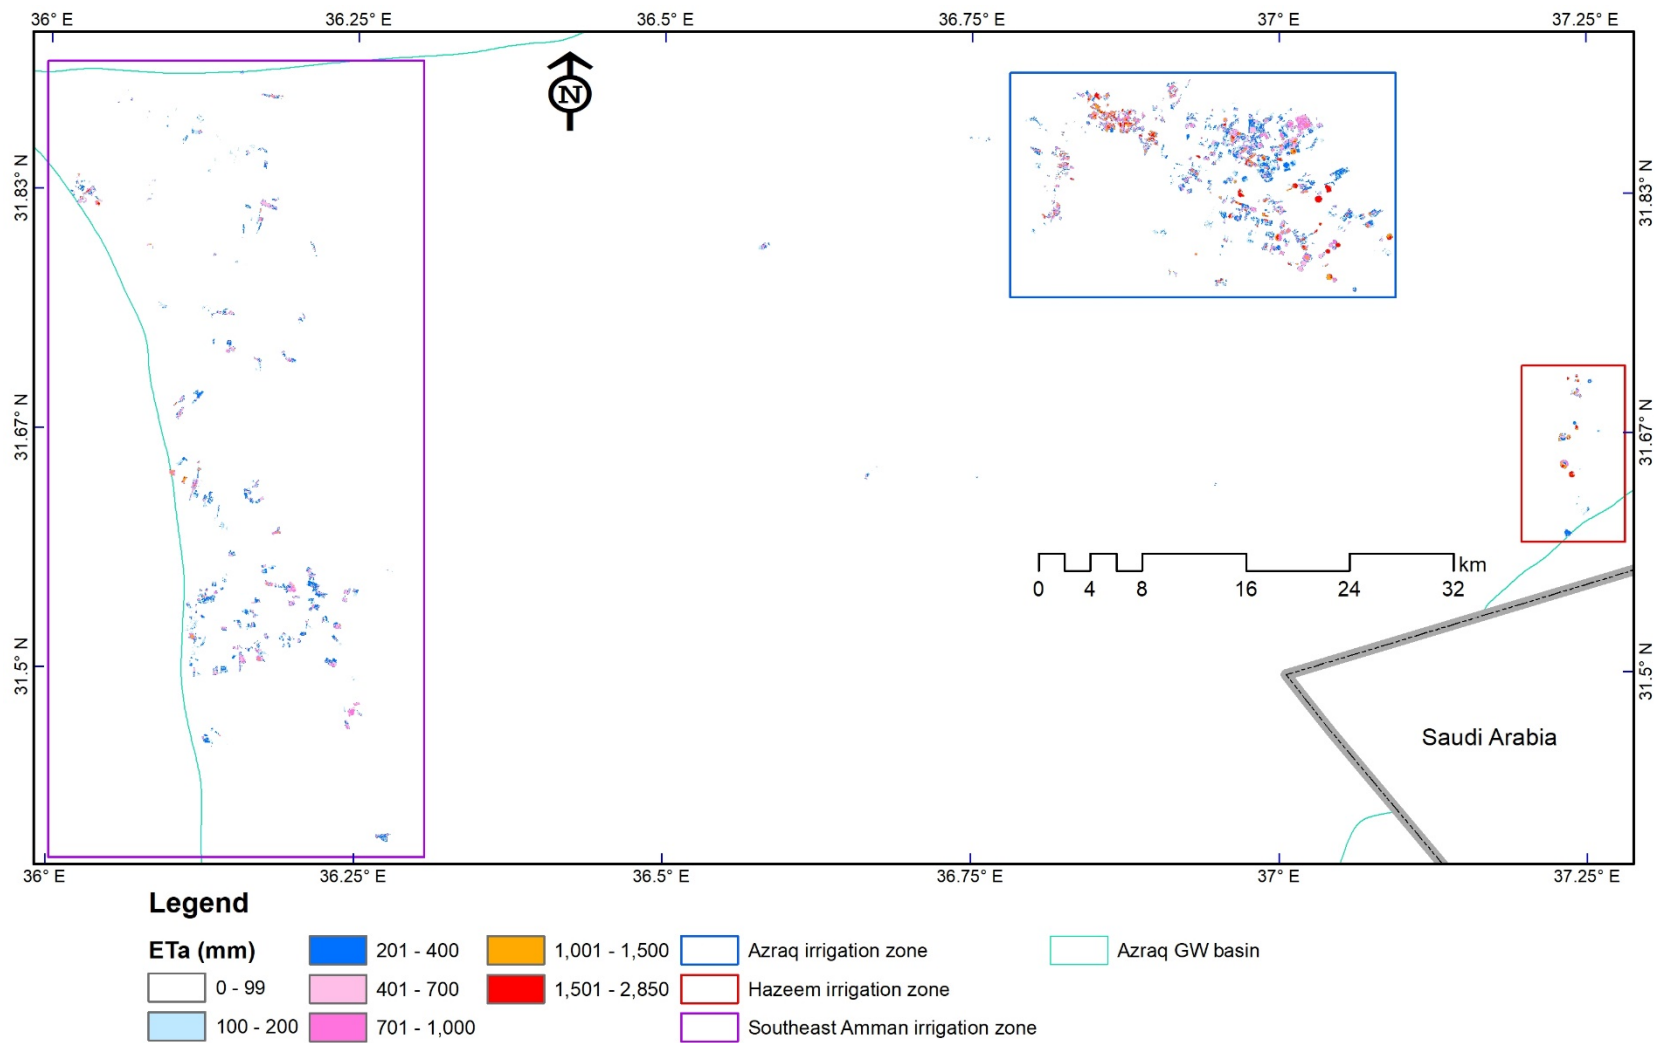 36° E 36.25° E 36.5° E 36.75° E 37° E 37.25° E
N
31.83° N 31.83° N
31.67° N 31.67° N
km
0 4 8 16 24 32
31.5° N 31.5° N
Saudi Arabia
36° E 36.25° E 36.5° E 36.75° E 37° E 37.25° E
Legend
ETa (mm) 201 - 400 1,001 - 1,500 Azraq irrigation zone Azraq GW basin
0 - 99 401 - 700 1,501 - 2,850 Hazeem irrigation zone
100 - 200 701 - 1,000 Southeast Amman irrigation zone